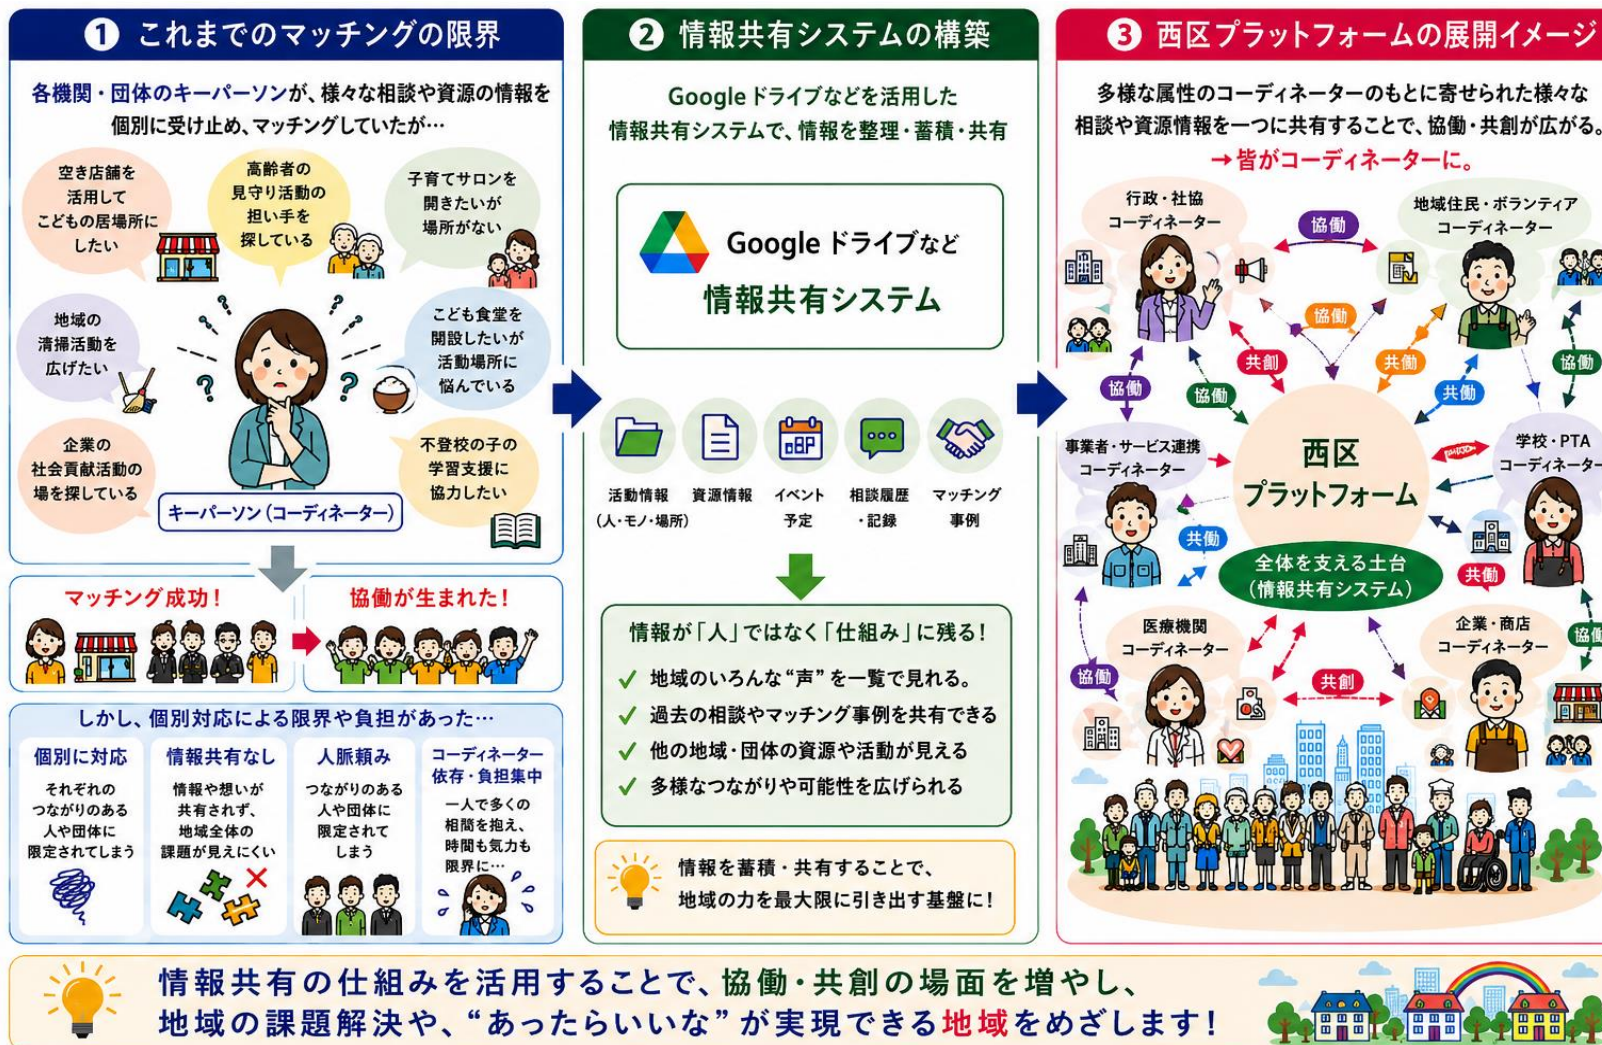 1 これまでのマッチングの限界
各機関・団体のキーパーソンが、様々な相談や資源の情報を
個別に受け止め、マッチングしていたが…
空き店舗を
活用して
こどもの居場所に
したい
高齢者の
見守り活動の
担い手を
探している
子育てサロンを
開きたいが
場所がない
地域の
清掃活動を
広げたい
こども食堂を
開設したいが
活動場所に
悩んでいる
企業の
社会貢献活動の
場を探している
不登校の子の
学習支援に
協力したい
キーパーソン(コーディネーター)
マッチング成功！
協働が生まれた！
しかし、個別対応による限界や負担があった…
個別に対応
それぞれの
つながりのある
人や団体に
限定されてしまう
情報共有なし
情報や想いが
共有されず、
地域全体の
課題が見えにくい
人脈頼み
つながりのある
人や団体に
限定されて
しまう
コーディネーター
依存・負担集中
一人で多くの
相間を抱え、
時間も気力も
限界に…
2 情報共有システムの構築
Google ドライブなどを活用した
情報共有システムで、情報を整理・蓄積・共有
Google ドライブなど
情報共有システム
活動情報
(人・モノ・場所)
資源情報
イベント
予定
相談履歴
・記録
マッチング
事例
情報が「人」ではなく「仕組み」に残る！
地域のいろんな“声”を一覧で見れる。
過去の相談やマッチング事例を共有できる
他の地域・団体の資源や活動が見える
多様なつながりや可能性を広げられる
情報を蓄積・共有することで、
地域の力を最大限に引き出す基盤に！
3 西区プラットフォームの展開イメージ
多様な属性のコーディネーターのもとに寄せられた様々な
相談や資源情報を一つに共有することで、協働・共創が広がる。
→皆がコーディネーターに。
行政・社協
コーディネーター
協働
地域住民・ボランティア
コーディネーター
協働
共創
共働
協働
協働
協働
共働
事業者・サービス連携
コーディネーター
西区
プラットフォーム
学校・PTA
コーディネーター
共働
全体を支える土台
(情報共有システム)
共働
医療機関
コーディネーター
企業・商店
コーディネーター
協働
協働
共創
情報共有の仕組みを活用することで、協働・共創の場面を増やし、
地域の課題解決や、“あったらいいな”が実現できる地域をめざします！